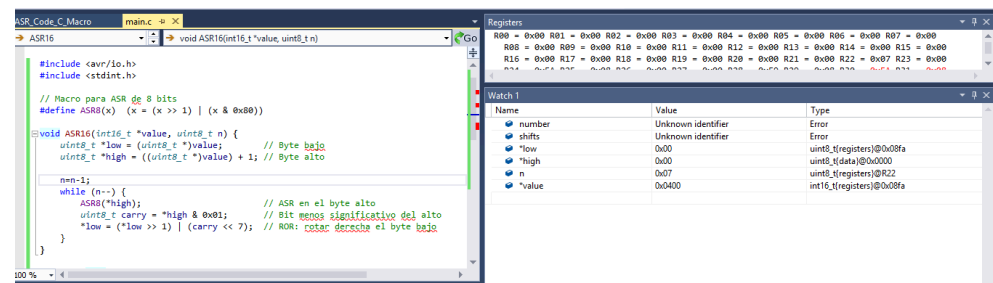 ASR_Code_C_Macro main.c
ASR16 void ASR16(int16_t *value, uint8_t n) Go
#include <avr/io.h>
#include <stdint.h>
// Macro para ASR de 8 bits
#define ASR8(x) (x = (x >> 1) | (x & 0x80))
void ASR16(int16_t *value, uint8_t n) {
uint8_t *low = (uint8_t *)value; // Byte bajo
uint8_t *high = ((uint8_t *)value) + 1; // Byte alto
n=n-1;
while (n--) {
ASR8(*high); // ASR en el byte alto
uint8_t carry = *high & 0x01; // Bit menos significativo del alto
*low = (*low >> 1) | (carry << 7); // ROR: rotar derecha el byte bajo
}
}
100 %
Registers
R00 = 0x00 R01 = 0x00 R02 = 0x00 R03 = 0x00 R04 = 0x00 R05 = 0x00 R06 = 0x00 R07 = 0x00
R08 = 0x00 R09 = 0x00 R10 = 0x00 R11 = 0x00 R12 = 0x00 R13 = 0x00 R14 = 0x00 R15 = 0x00
R16 = 0x00 R17 = 0x00 R18 = 0x00 R19 = 0x00 R20 = 0x00 R21 = 0x00 R22 = 0x07 R23 = 0x00
Watch 1
Name Value Type
number Unknown identifier Error
shifts Unknown identifier Error
*low 0x00 uint8_t{registers}@0x08fa
*high 0x00 uint8_t{data}@0x0000
n 0x07 uint8_t{registers}@R22
*value 0x0400 int16_t{registers}@0x08fa